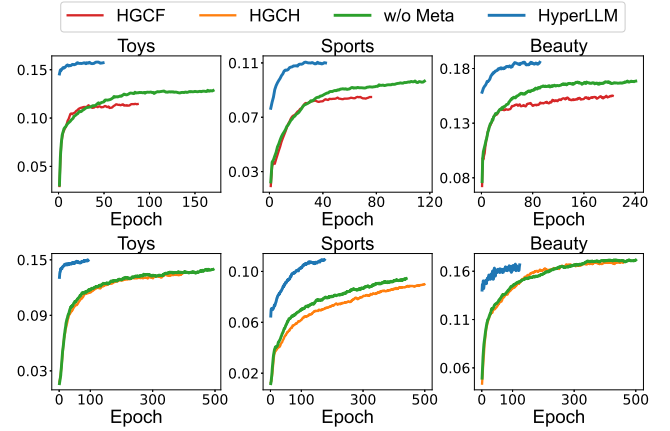 HGCF HGCH w/o Meta HyperLLM
Toys Sports Beauty
0.15 0.11 0.18
0.10 0.07 0.13
0.05 0.03 0.08
0 50 100 150 0 40 80 120 0 80 160 240
Epoch Epoch Epoch
Toys Sports Beauty
0.15 0.10 0.16
0.09 0.06 0.11
0.03 0.02 0.06
0 100 300 500 0 100 300 500 0 100 300 500
Epoch Epoch Epoch